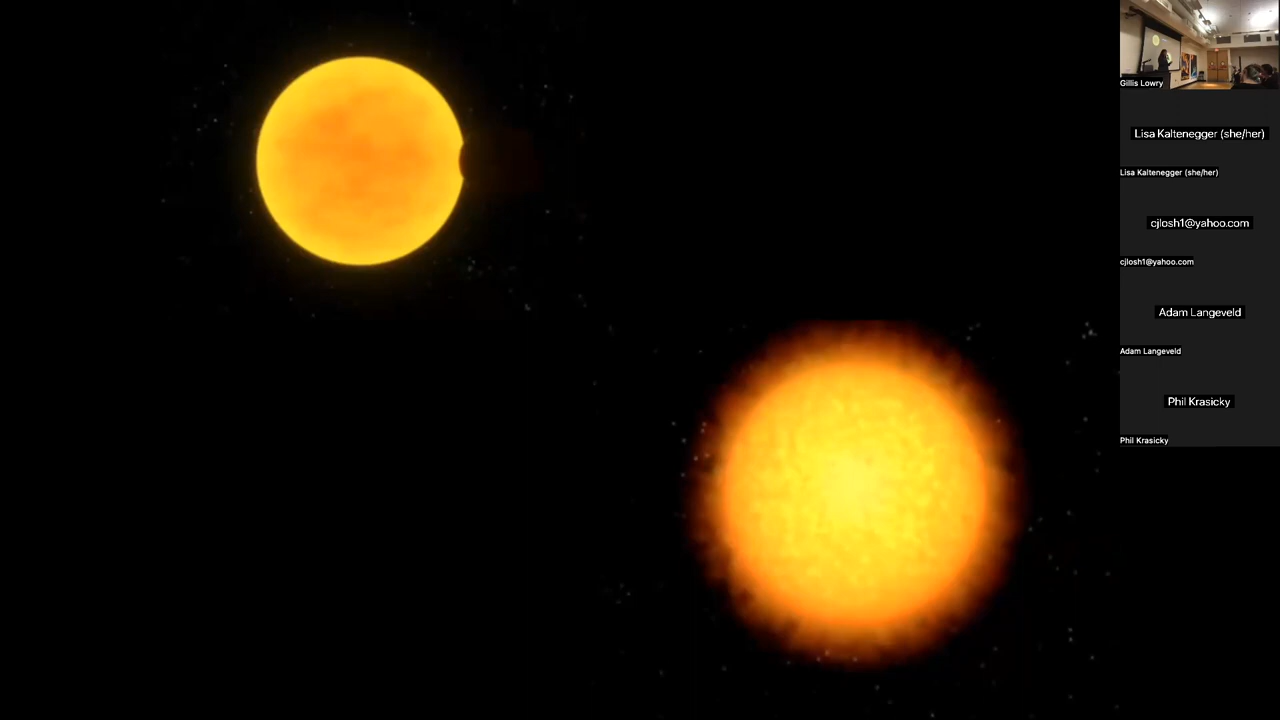 Gillis Lowry
Lisa Kaltenegger (she/her)
Lisa Kaltenegger (she/her)
cjlosh1@yahoo.com
cjlosh1@yahoo.com
Adam Langeveld
Adam Langeveld
Phil Krasicky
Phil Krasicky